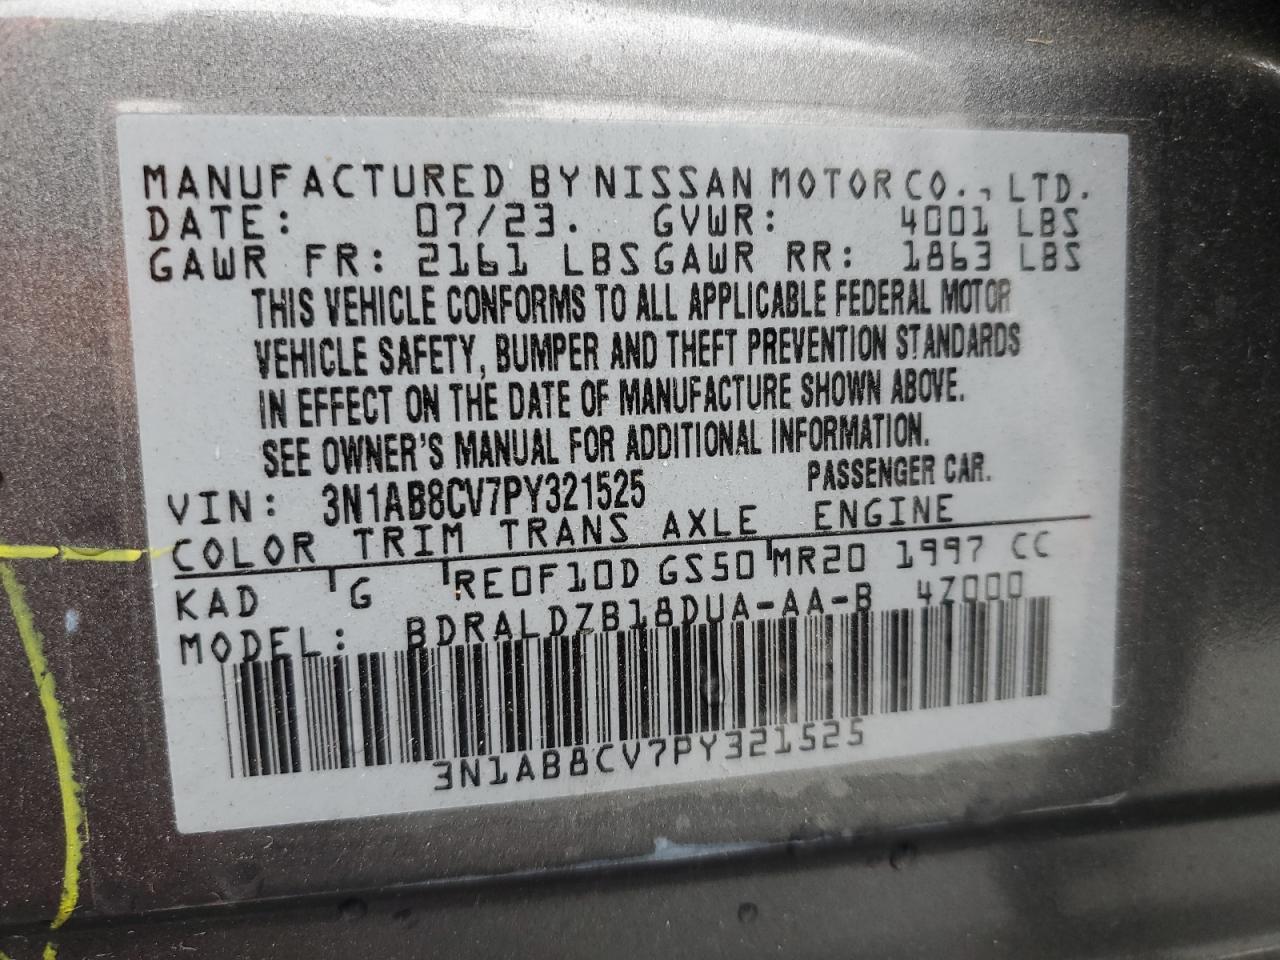 MANUFACTURED BY NISSAN MOTOR CO., LTD.
DATE: 07/23. GVWR: 4001 LBS
GAWR FR: 2161 LBS GAWR RR: 1863 LBS
THIS VEHICLE CONFORMS TO ALL APPLICABLE FEDERAL MOTOR
VEHICLE SAFETY, BUMPER AND THEFT PREVENTION STANDARDS
IN EFFECT ON THE DATE OF MANUFACTURE SHOWN ABOVE.
SEE OWNER'S MANUAL FOR ADDITIONAL INFORMATION.
VIN: 3N1AB8CV7PY321525 PASSENGER CAR.
COLOR TRIM TRANS AXLE ENGINE
KAD G RE0F10D GS50 MR20 1997 CC
MODEL: BDRALDZB18DUA-AA-B 4Z000
3N1AB8CV7PY321525